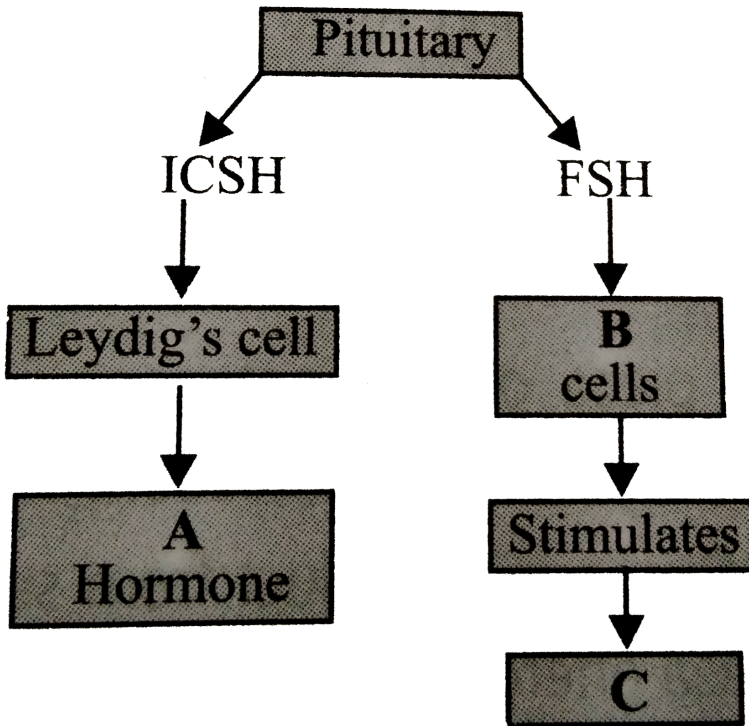 Pituitary
ICSH
FSH
Leydig's cell
B
cells
A
Hormone
Stimulates
C